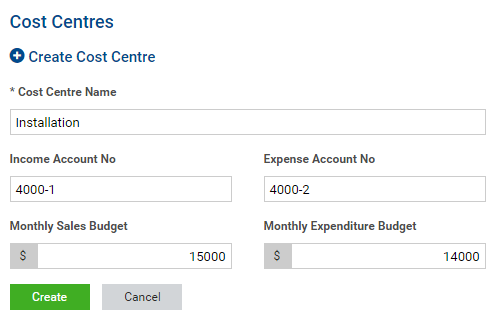 Cost Centres
Create Cost Centre
* Cost Centre Name
Installation
Income Account No Expense Account No
4000-1 4000-2
Monthly Sales Budget Monthly Expenditure Budget
$ 15000 $ 14000
Create Cancel